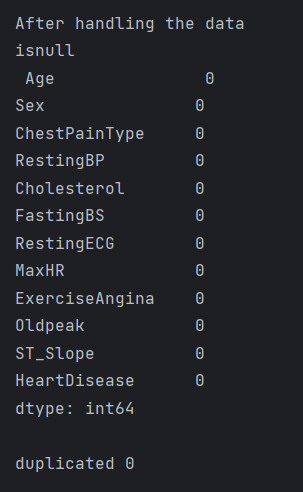 After handling the data
isnull
 Age                  0
Sex                  0
ChestPainType        0
RestingBP            0
Cholesterol          0
FastingBS            0
RestingECG           0
MaxHR                0
ExerciseAngina       0
Oldpeak              0
ST_Slope             0
HeartDisease         0
dtype: int64

duplicated 0